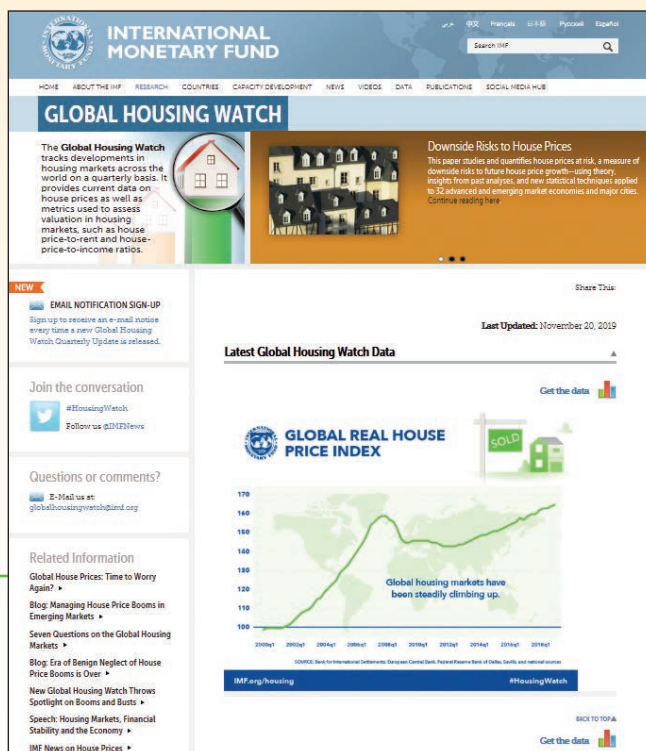 INTERNATIONAL
MONETARY FUND
عربي 中文 Français 日本語 Русский Español
Search IMF
HOME ABOUT THE IMF RESEARCH COUNTRIES CAPACITY DEVELOPMENT NEWS VIDEOS DATA PUBLICATIONS SOCIAL MEDIA HUB
GLOBAL HOUSING WATCH
The Global Housing Watch
tracks developments in
housing markets across the
world on a quarterly basis. It
provides current data on
house prices as well as
metrics used to assess
valuation in housing
markets, such as house
price-to-rent and house-
price-to-income ratios.
Downside Risks to House Prices
This paper studies and quantifies house prices at risk, a measure of
downside risks to future house price growth—using theory,
insights from past analyses, and new statistical techniques applied
to 32 advanced and emerging market economies and major cities.
Continue reading here
NEW
EMAIL NOTIFICATION SIGN-UP
Sign up to receive an e-mail notice
every time a new Global Housing
Watch Quarterly Update is released.
Join the conversation
#HousingWatch
Follow us @IMFNews
Questions or comments?
E-Mail us at:
globalhousingwatch@imf.org
Related Information
Global House Prices: Time to Worry
Again?
Blog: Managing House Price Booms in
Emerging Markets
Seven Questions on the Global Housing
Markets
Blog: Era of Benign Neglect of House
Price Booms is Over
New Global Housing Watch Throws
Spotlight on Booms and Busts
Speech: Housing Markets, Financial
Stability and the Economy
IMF News on House Prices
Share This:
Last Updated: November 20, 2019
Latest Global Housing Watch Data
Get the data
GLOBAL REAL HOUSE
PRICE INDEX
SOLD
170
160
150
140
130
120
110
100
Global housing markets have
been steadily climbing up.
2000q1 2002q1 2004q1 2006q1 2008q1 2010q1 2012q1 2014q1 2016q1 2018q1
SOURCE: Bank for International Settlements, European Central Bank, Federal Reserve Bank of Dallas, Savills, and national sources
IMF.org/housing #HousingWatch
BACK TO TOP
Get the data